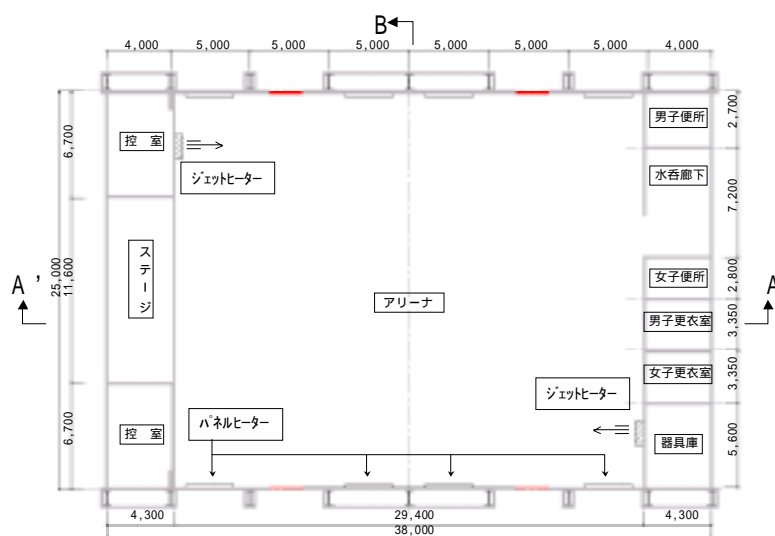 B
4,000 5,000 5,000 5,000 5,000 5,000 5,000 4,000
控 室
ジェットヒーター
男子便所
水呑廊下
6,700
2,700
7,200
A'
25,000
11,600
ステージ
アリーナ
女子便所
2,800
A
男子更衣室
3,350
女子更衣室
3,350
ジェットヒーター
パネルヒーター
控 室
6,700
器具庫
5,600
4,300 29,400 4,300
38,000